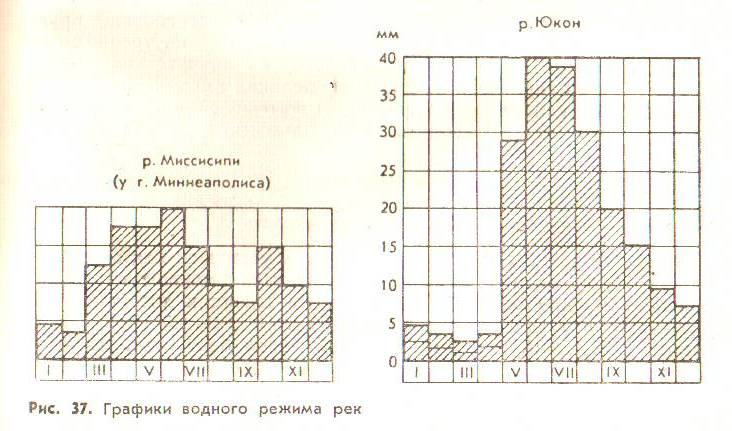 р. Миссисипи
(у г. Миннеаполиса)
I III V VII IX XI
р. Юкон
мм
40
35
30
25
20
15
10
5
0
I III V VII IX XI
Рис. 37. Графики водного режима рек